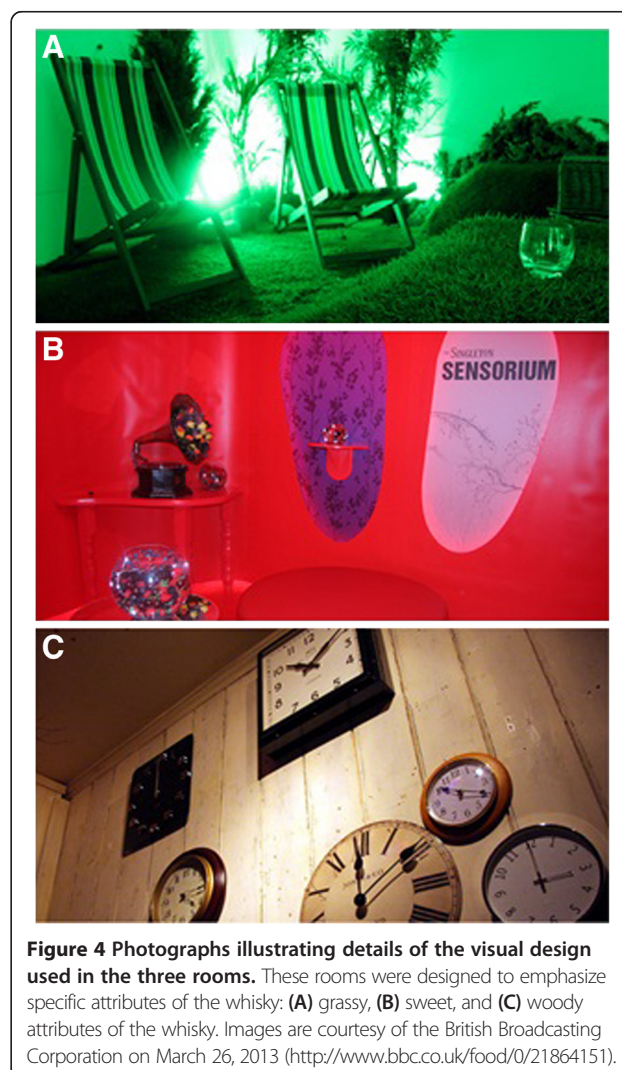 A
B
THE SINGLETON
SENSORIUM
C
Figure 4 Photographs illustrating details of the visual design
used in the three rooms. These rooms were designed to emphasize
specific attributes of the whisky: (A) grassy, (B) sweet, and (C) woody
attributes of the whisky. Images are courtesy of the British Broadcasting
Corporation on March 26, 2013 (http://www.bbc.co.uk/food/0/21864151).